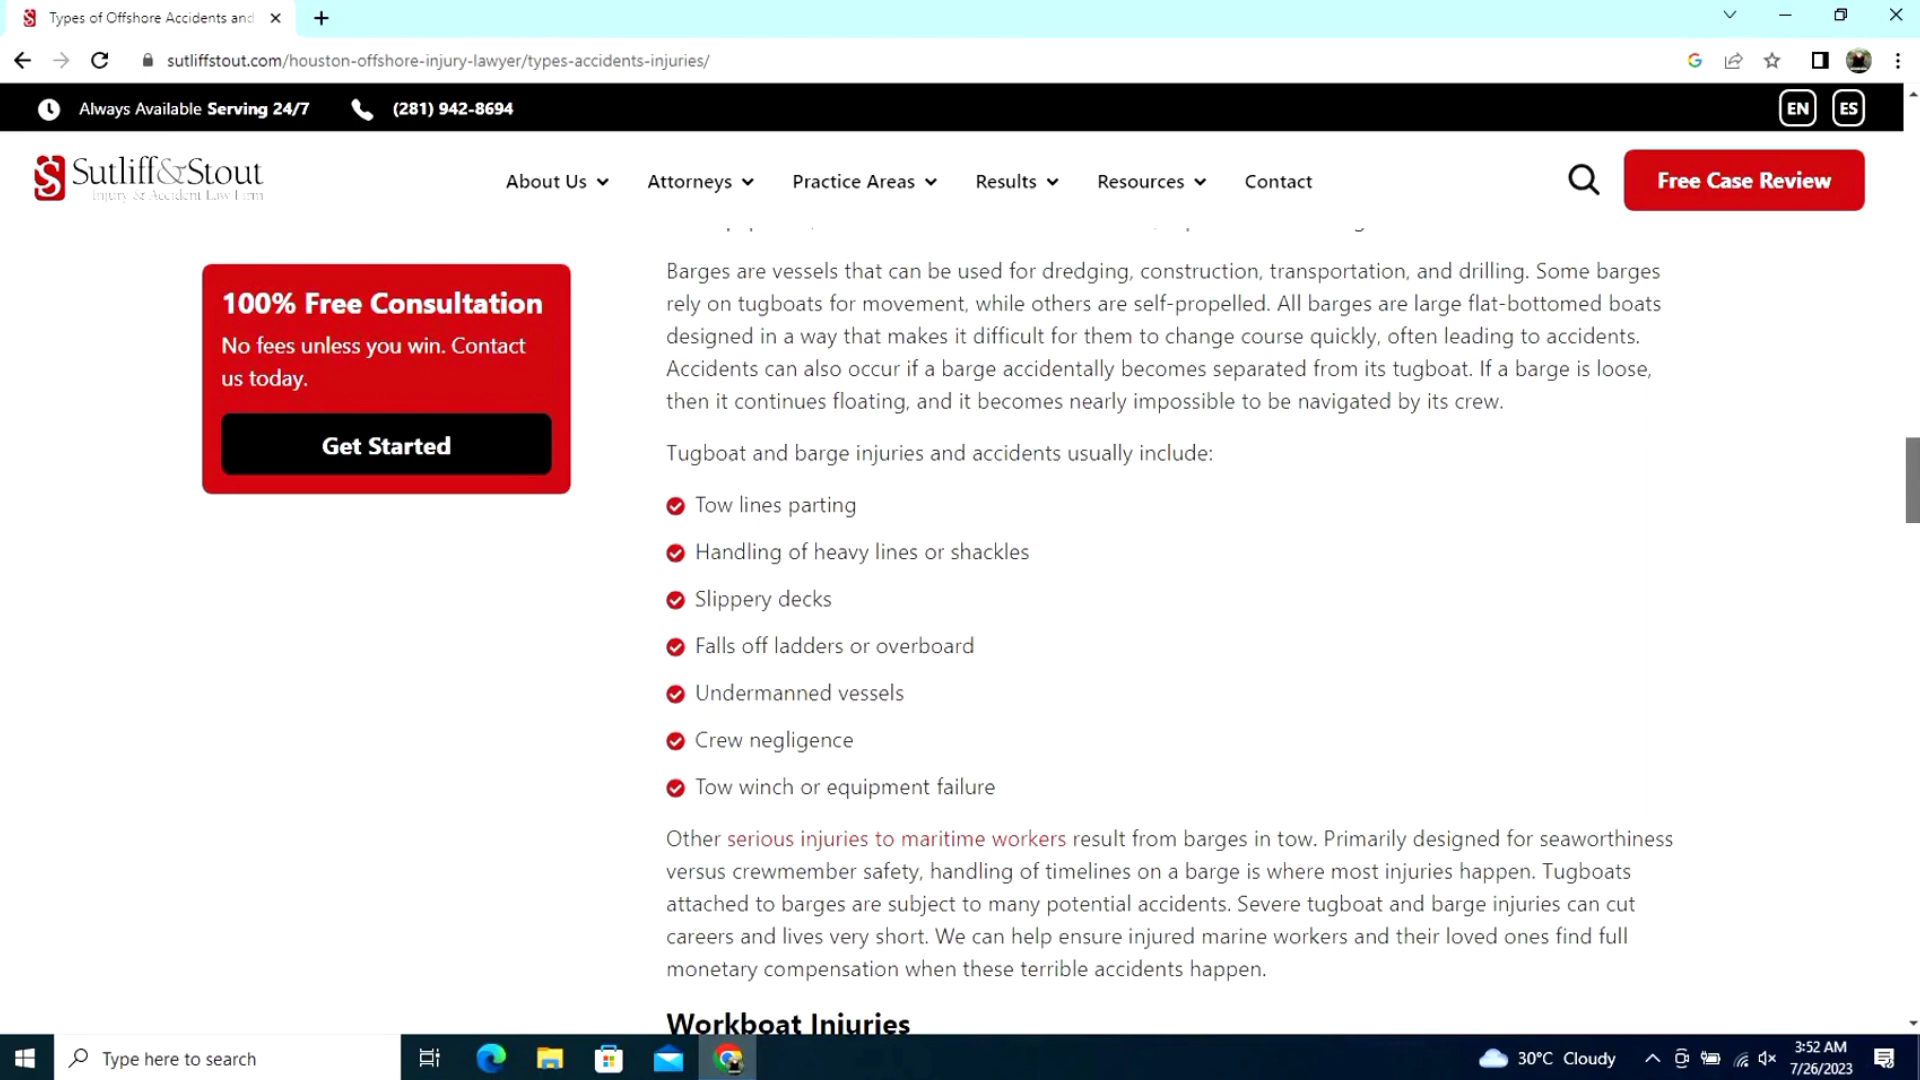 Types of Offshore Accidents and
sutliffstout.com/houston-offshore-injury-lawyer/types-accidents-injuries/
Always Available Serving 24/7 (281) 942-8694 EN ES
Sutliff&Stout
Injury & Accident Law Firm
About Us Attorneys Practice Areas Results Resources Contact Free Case Review
100% Free Consultation
No fees unless you win. Contact
us today.
Get Started
Barges are vessels that can be used for dredging, construction, transportation, and drilling. Some barges
rely on tugboats for movement, while others are self-propelled. All barges are large flat-bottomed boats
designed in a way that makes it difficult for them to change course quickly, often leading to accidents.
Accidents can also occur if a barge accidentally becomes separated from its tugboat. If a barge is loose,
then it continues floating, and it becomes nearly impossible to be navigated by its crew.
Tugboat and barge injuries and accidents usually include:
Tow lines parting
Handling of heavy lines or shackles
Slippery decks
Falls off ladders or overboard
Undermanned vessels
Crew negligence
Tow winch or equipment failure
Other serious injuries to maritime workers result from barges in tow. Primarily designed for seaworthiness
versus crewmember safety, handling of timelines on a barge is where most injuries happen. Tugboats
attached to barges are subject to many potential accidents. Severe tugboat and barge injuries can cut
careers and lives very short. We can help ensure injured marine workers and their loved ones find full
monetary compensation when these terrible accidents happen.
Workboat Injuries
Type here to search
30°C Cloudy
3:52 AM
7/26/2023